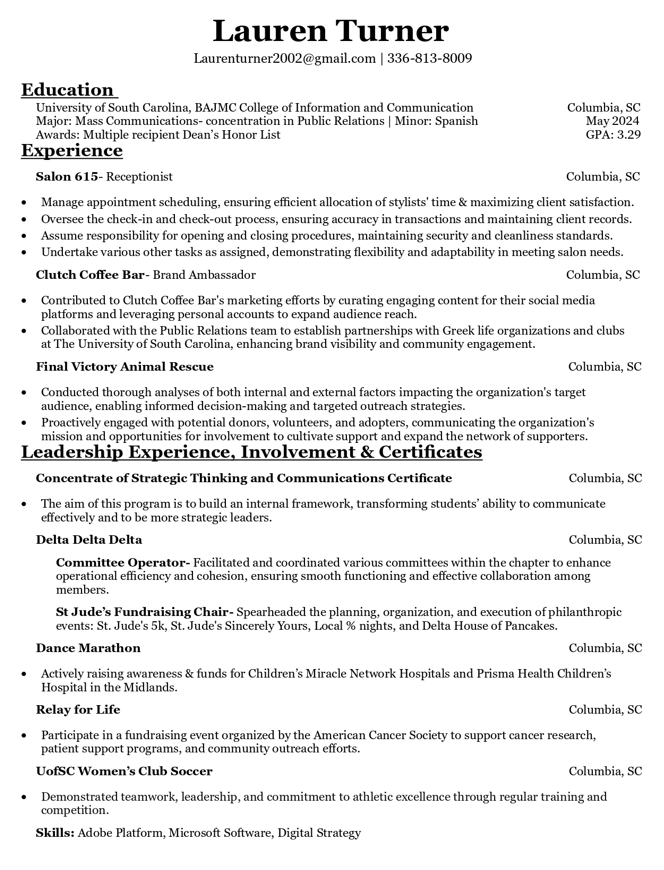 Lauren Turner
Laurenturner2002@gmail.com | 336-813-8009
Education
University of South Carolina, BAJMC College of Information and Communication Columbia, SC
Major: Mass Communications- concentration in Public Relations | Minor: Spanish May 2024
Awards: Multiple recipient Dean’s Honor List GPA: 3.29
Experience
Salon 615- Receptionist Columbia, SC
• Manage appointment scheduling, ensuring efficient allocation of stylists' time & maximizing client satisfaction.
• Oversee the check-in and check-out process, ensuring accuracy in transactions and maintaining client records.
• Assume responsibility for opening and closing procedures, maintaining security and cleanliness standards.
• Undertake various other tasks as assigned, demonstrating flexibility and adaptability in meeting salon needs.
Clutch Coffee Bar- Brand Ambassador Columbia, SC
• Contributed to Clutch Coffee Bar's marketing efforts by curating engaging content for their social media
platforms and leveraging personal accounts to expand audience reach.
• Collaborated with the Public Relations team to establish partnerships with Greek life organizations and clubs
at The University of South Carolina, enhancing brand visibility and community engagement.
Final Victory Animal Rescue Columbia, SC
• Conducted thorough analyses of both internal and external factors impacting the organization's target
audience, enabling informed decision-making and targeted outreach strategies.
• Proactively engaged with potential donors, volunteers, and adopters, communicating the organization's
mission and opportunities for involvement to cultivate support and expand the network of supporters.
Leadership Experience, Involvement & Certificates
Concentrate of Strategic Thinking and Communications Certificate Columbia, SC
• The aim of this program is to build an internal framework, transforming students’ ability to communicate
effectively and to be more strategic leaders.
Delta Delta Delta Columbia, SC
Committee Operator- Facilitated and coordinated various committees within the chapter to enhance
operational efficiency and cohesion, ensuring smooth functioning and effective collaboration among
members.
St Jude’s Fundraising Chair- Spearheaded the planning, organization, and execution of philanthropic
events: St. Jude's 5k, St. Jude's Sincerely Yours, Local % nights, and Delta House of Pancakes.
Dance Marathon Columbia, SC
• Actively raising awareness & funds for Children’s Miracle Network Hospitals and Prisma Health Children’s
Hospital in the Midlands.
Relay for Life Columbia, SC
• Participate in a fundraising event organized by the American Cancer Society to support cancer research,
patient support programs, and community outreach efforts.
UofSC Women’s Club Soccer Columbia, SC
• Demonstrated teamwork, leadership, and commitment to athletic excellence through regular training and
competition.
Skills: Adobe Platform, Microsoft Software, Digital Strategy